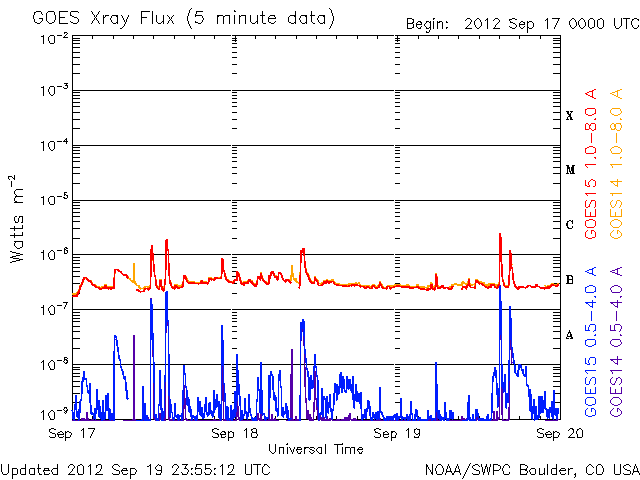 GOES Xray Flux (5 minute data)
Begin: 2012 Sep 17 0000 UTC
10-2
10-3
10-4
10-5
10-6
10-7
10-8
10-9
Watts m-2
X
M
C
B
A
GOES15 1.0-8.0 A
GOES14 1.0-8.0 A
GOES15 0.5-4.0 A
GOES14 0.5-4.0 A
Sep 17
Sep 18
Sep 19
Sep 20
Universal Time
Updated 2012 Sep 19 23:55:12 UTC
NOAA/SWPC Boulder, CO USA